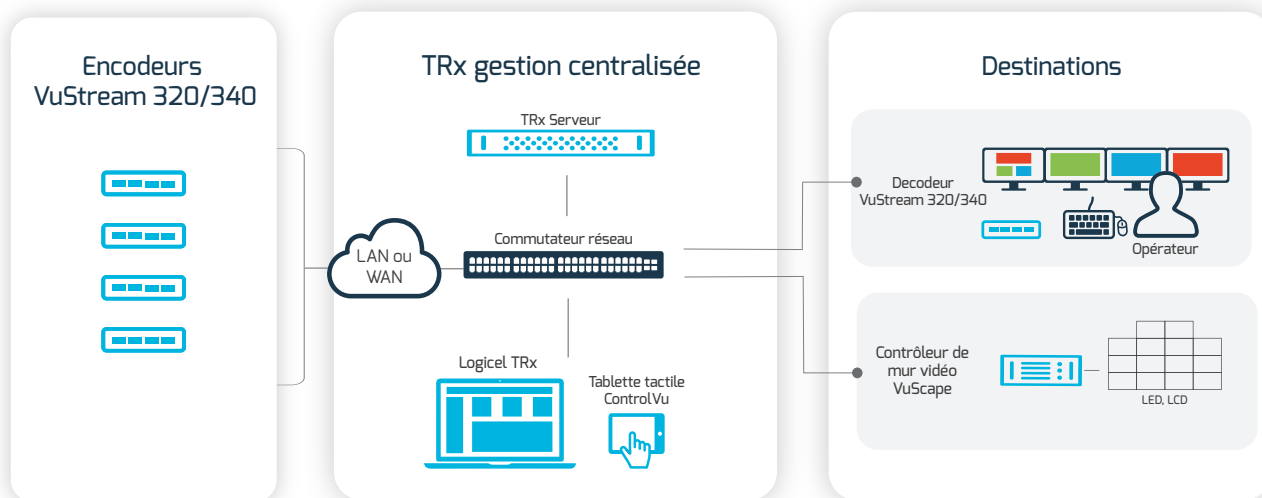 Encodeurs
VuStream 320/340
TRx gestion centralisée
TRx Serveur
LAN ou
WAN
Commutateur réseau
Logiciel TRx
Tablette tactile
ControlVu
Destinations
Decodeur
VuStream 320/340
Opérateur
Contrôleur de
mur vidéo
VuScape
LED, LCD